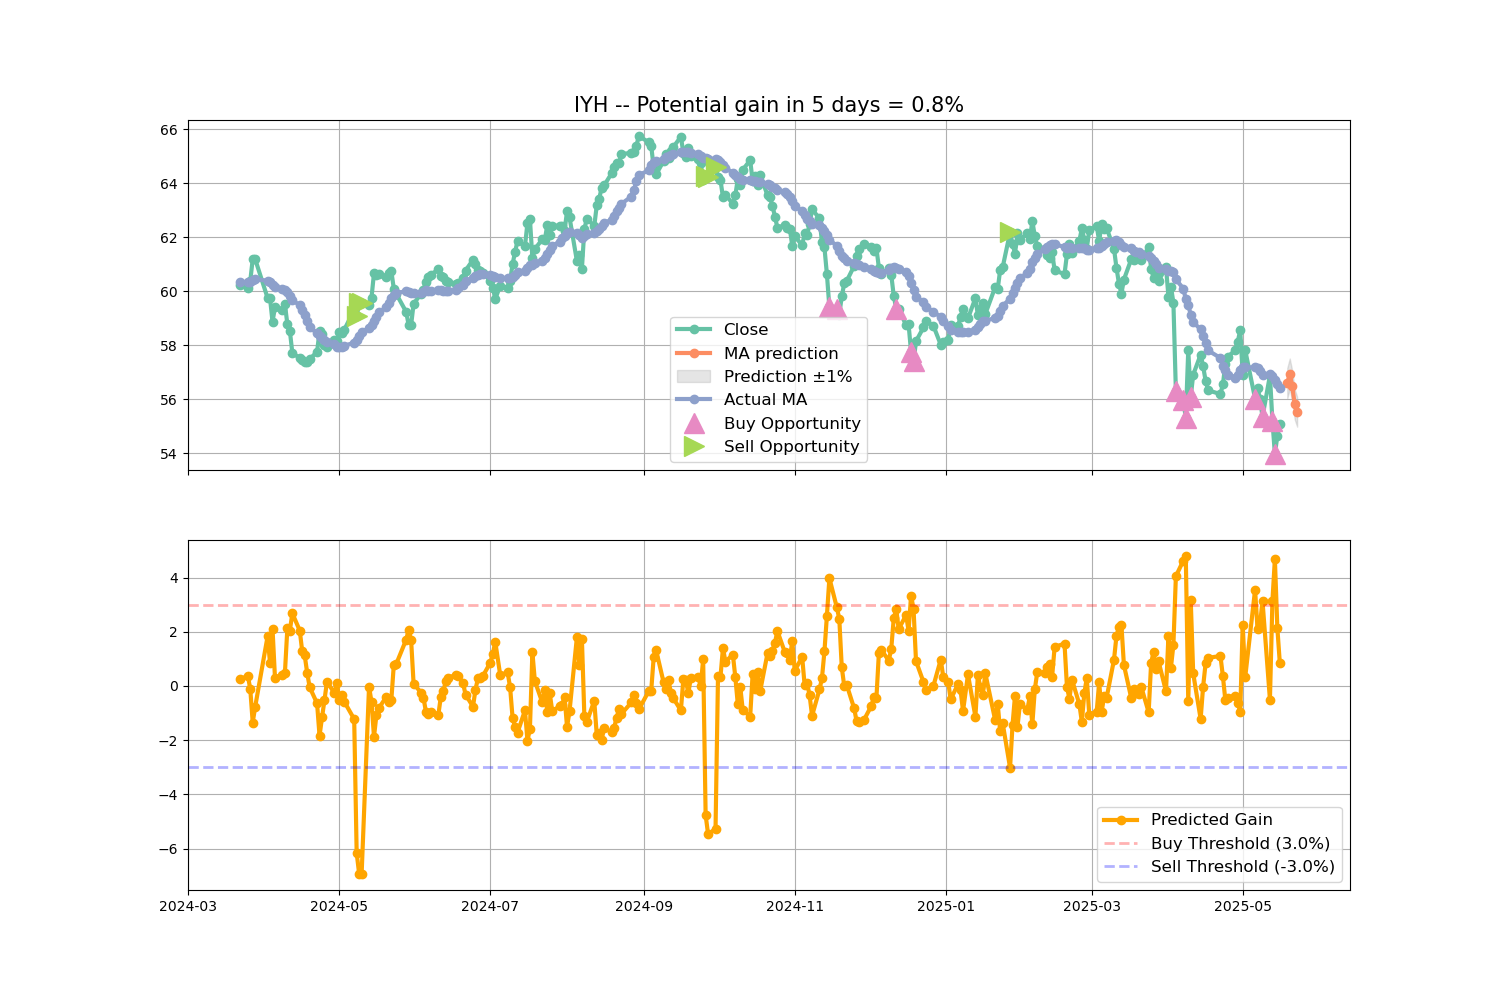 IYH -- Potential gain in 5 days = 0.8%
66
64
62
60
58
56
54
Close
MA prediction
Prediction ±1%
Actual MA
Buy Opportunity
Sell Opportunity
4
2
0
−2
−4
−6
Predicted Gain
Buy Threshold (3.0%)
Sell Threshold (-3.0%)
2024-03
2024-05
2024-07
2024-09
2024-11
2025-01
2025-03
2025-05